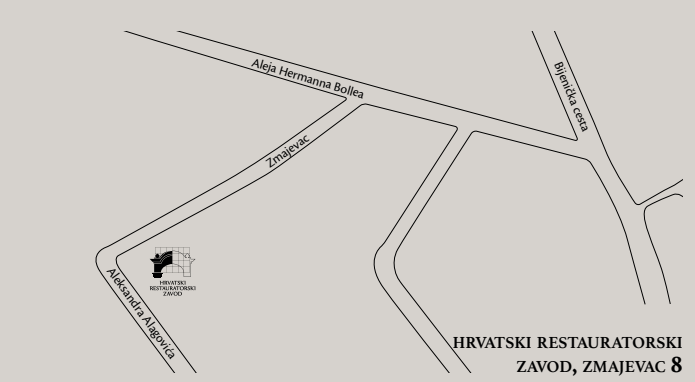 Aleja Hermanna Bollea
Bijenička cesta
Zmajevac
HRVATSKI
RESTAURATORSKI
ZAVOD
Aleksandra Alagovića
HRVATSKI RESTAURATORSKI
ZAVOD, ZMAJEVAC 8